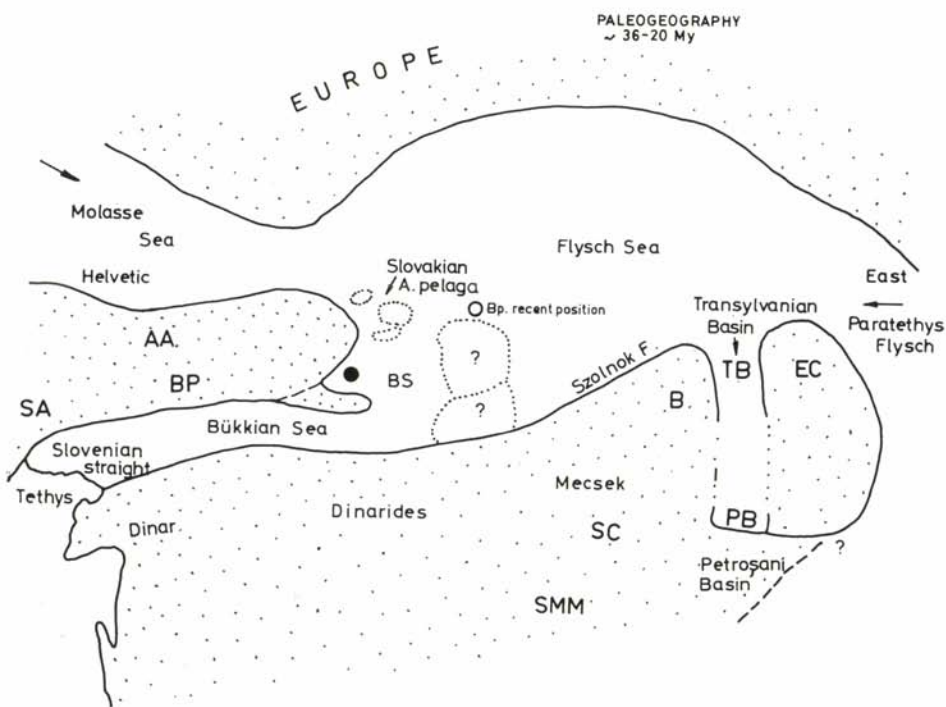 PALEOGEOGRAPHY
~ 36-20 My
EUROPE
Molasse
Sea
Helvetic
Flysch Sea
Slovakian
A. pelaga
Bp. recent position
East
Paratethys
Flysch
Transylvanian
Basin
AA.
BP
SA
BS
?
?
Szolnok F.
B
TB
EC
Bükkian Sea
Slovenian
straight
Tethys
Dinar
Dinarides
Mecsek
SC
SMM
PB
Petroşani
Basin
?